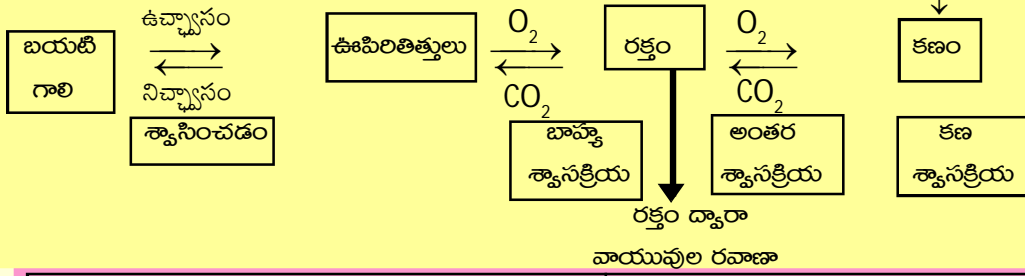 ఉచ్ఛ్వాసం
బయటి
గాలి
నిచ్ఛ్వాసం
శ్వాసించడం
ఊపిరితిత్తులు
O2
CO2
రక్తం
O2
CO2
కణం
బాహ్య
శ్వాసక్రియ
అంతర
శ్వాసక్రియ
కణ
శ్వాసక్రియ
రక్తం ద్వారా
వాయువుల రవాణా